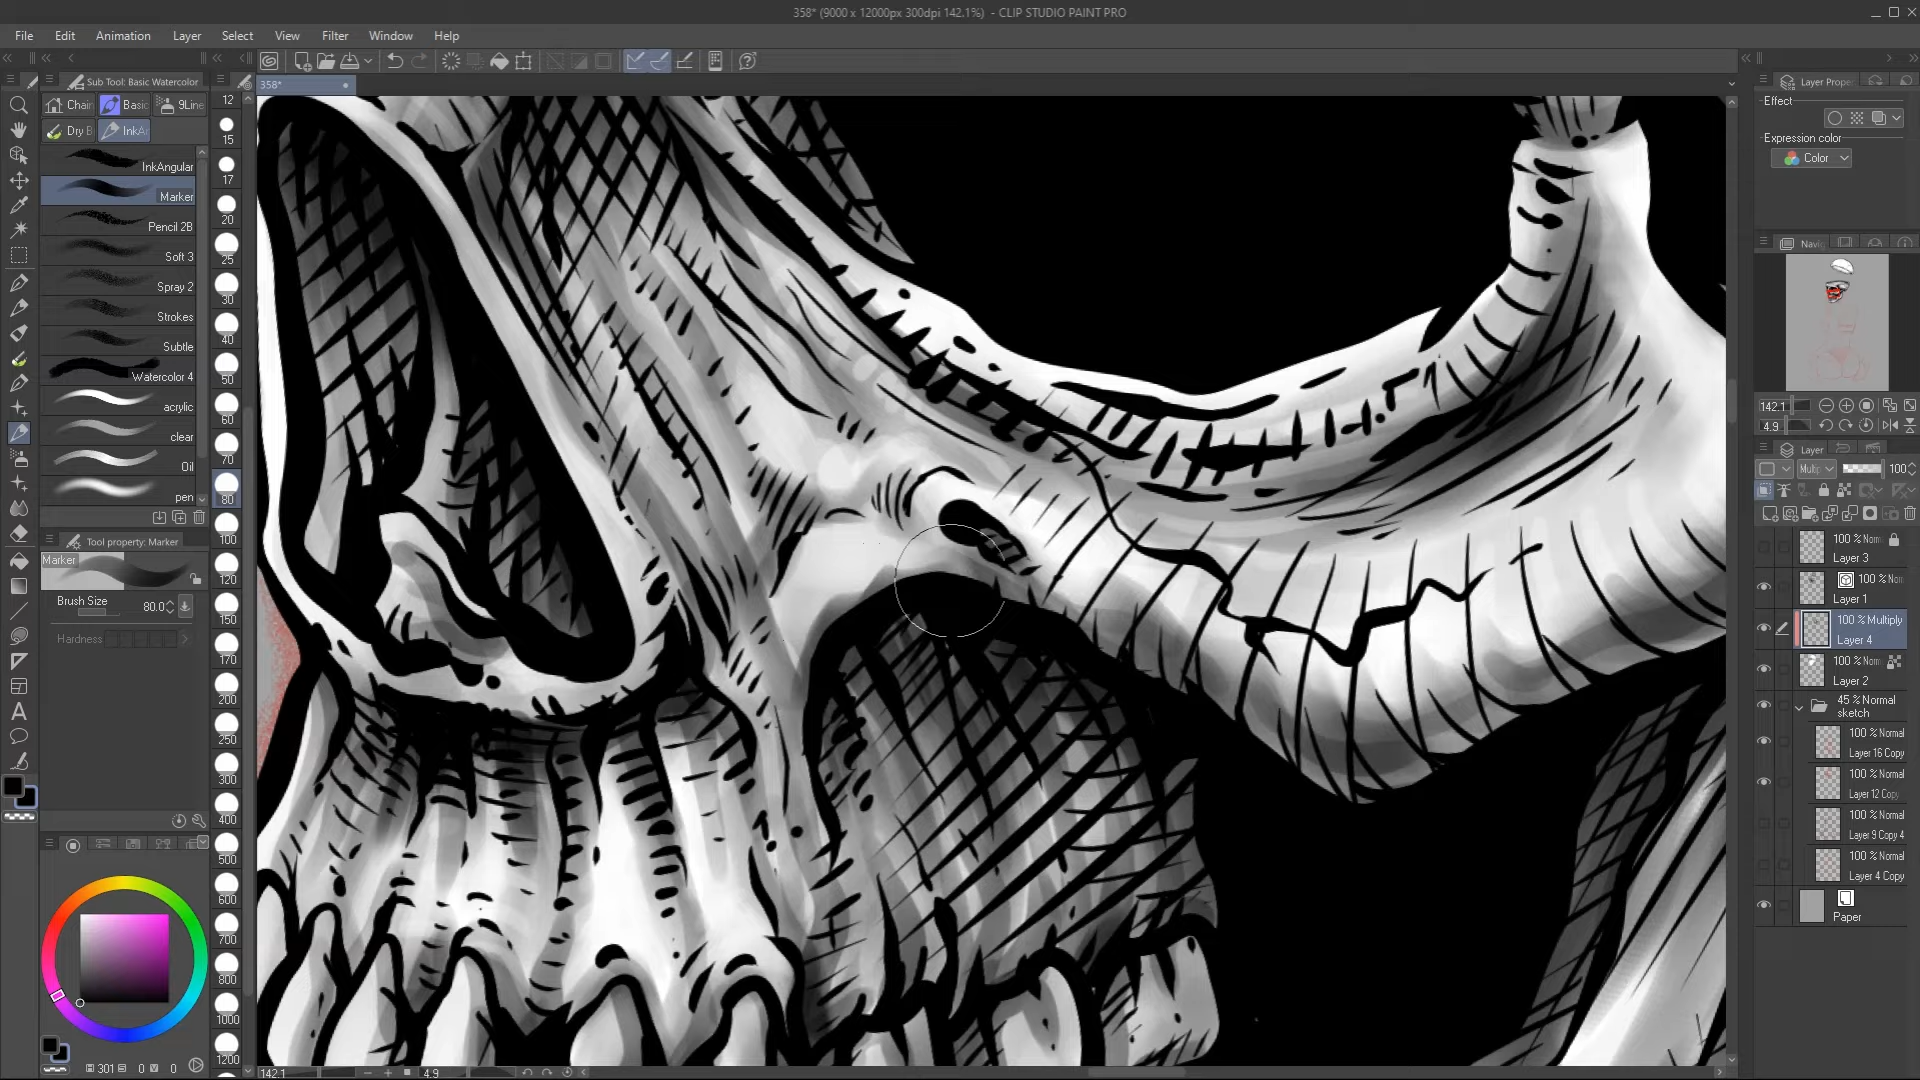 358* (9000 x 12000px 300dpi 142.1%) - CLIP STUDIO PAINT PRO
File Edit Animation Layer Select View Filter Window Help
Sub Tool: Basic Watercolor
358*
Layer Prope
Chair Basic 9Line
Dry B InkAn
InkAngular
Marker
Pencil 2B
Soft 3
Spray 2
Strokes
Subtle
Watercolor 4
acrylic
clear
Oil
pen
Tool property: Marker
Marker
Brush Size 80.0
Hardness
12
15
17
20
25
30
40
50
60
70
80
100
120
150
170
200
250
300
400
500
600
700
800
1000
1200
301 0 0
142.1 4.9
Effect
Expression color
Color
Navig
142.1
4.9
Layer
Multip 100
100 % Norm
Layer 3
100 % Nor
Layer 1
100 % Multiply
Layer 4
100 % Norm
Layer 2
45 % Normal
sketch
100 % Normal
Layer 16 Copy
100 % Normal
Layer 12 Copy
100 % Normal
Layer 9 Copy 4
100 % Normal
Layer 4 Copy
Paper